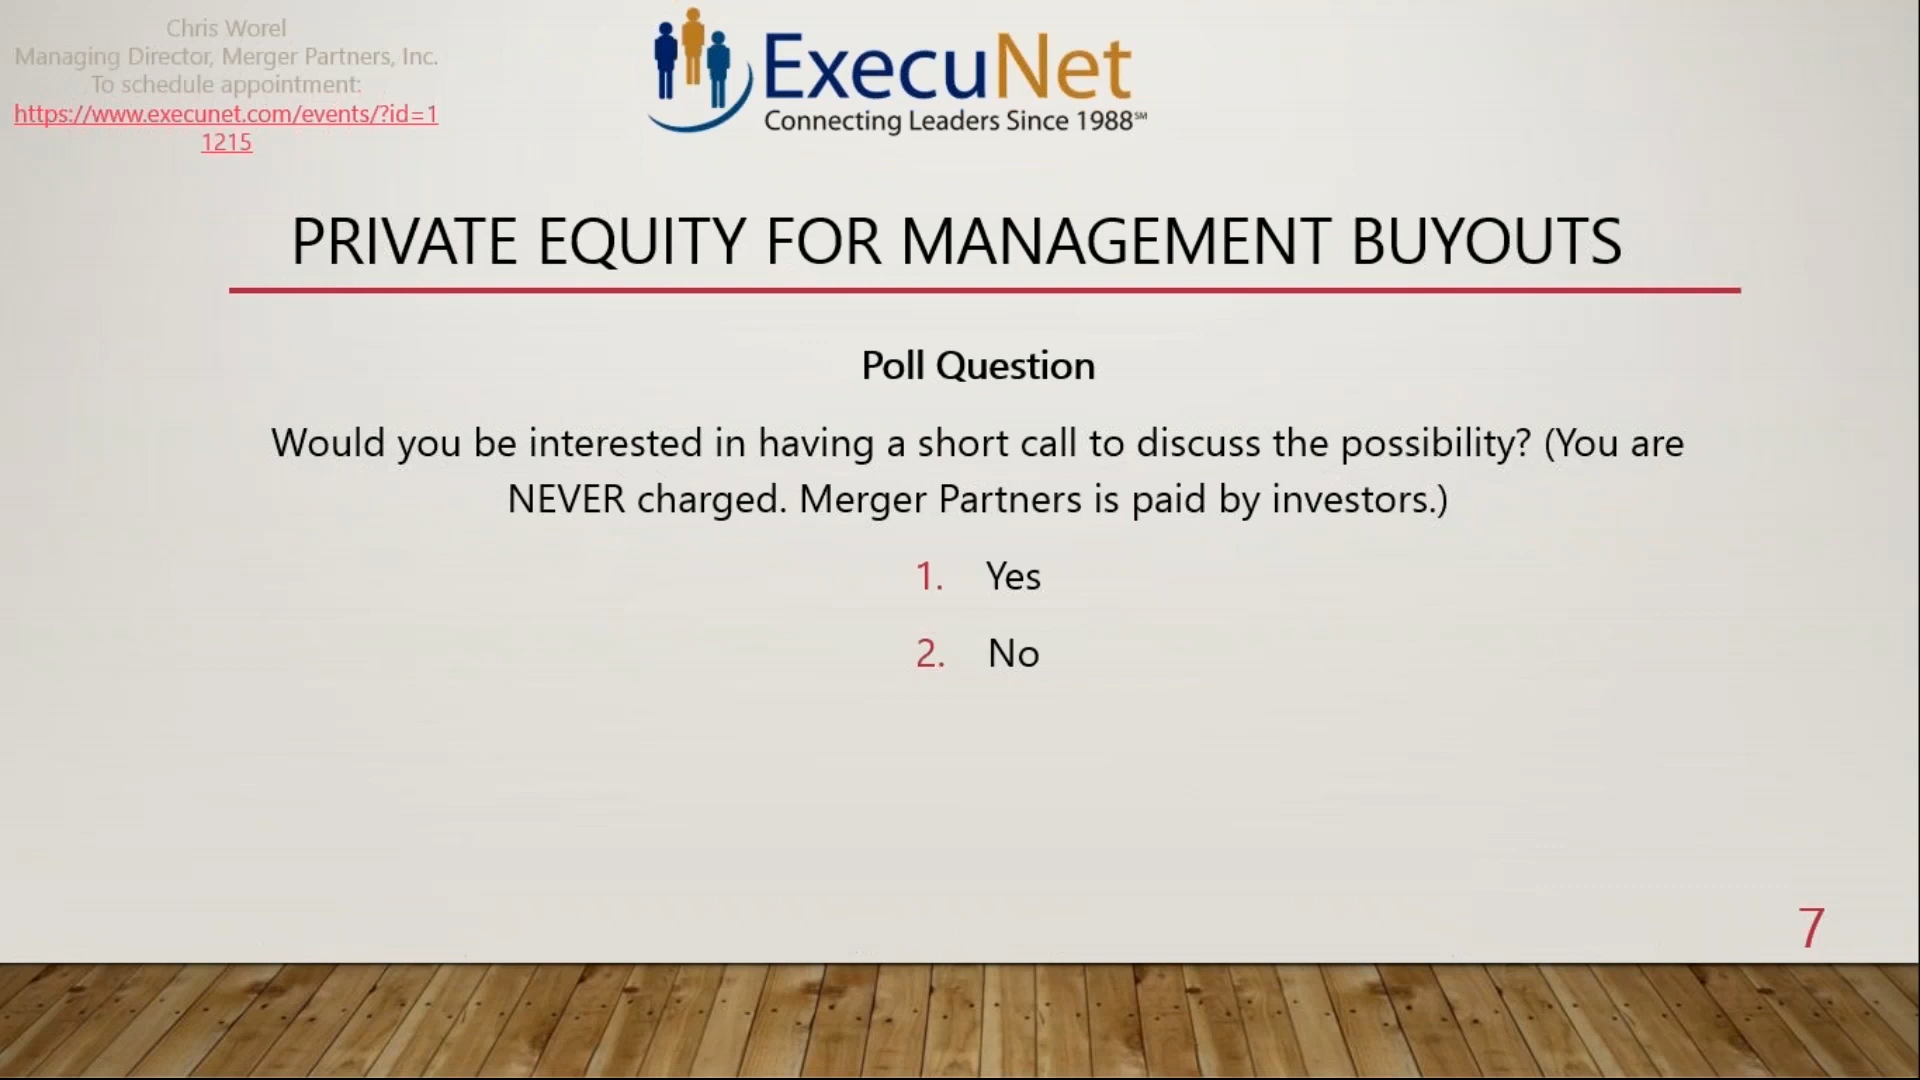 Chris Worel
Managing Director, Merger Partners, Inc.
To schedule appointment:
https://www.execunet.com/events/?id=1
1215
ExecuNet
Connecting Leaders Since 1988℠
PRIVATE EQUITY FOR MANAGEMENT BUYOUTS
Poll Question
Would you be interested in having a short call to discuss the possibility? (You are
NEVER charged. Merger Partners is paid by investors.)
1. Yes
2. No
7